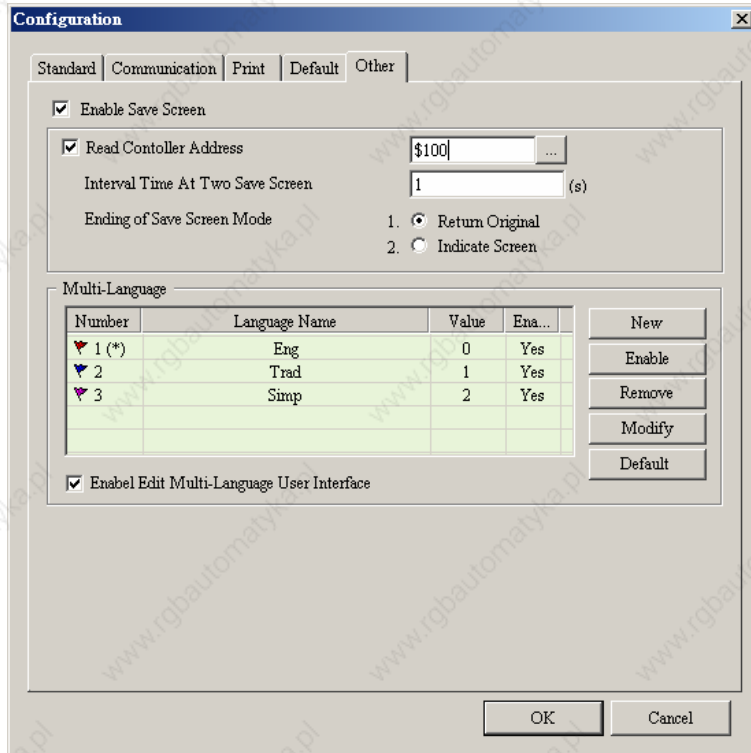 Configuration
Standard Communication Print Default Other
Enable Save Screen
Read Contoller Address $100 ...
Interval Time At Two Save Screen 1 (s)
Ending of Save Screen Mode 1. Return Original
2. Indicate Screen
Multi-Language
Number Language Name Value Ena...
1 (*) Eng 0 Yes
2 Trad 1 Yes
3 Simp 2 Yes
New
Enable
Remove
Modify
Default
Enabel Edit Multi-Language User Interface
OK Cancel
www.rgbautomatyka.pl